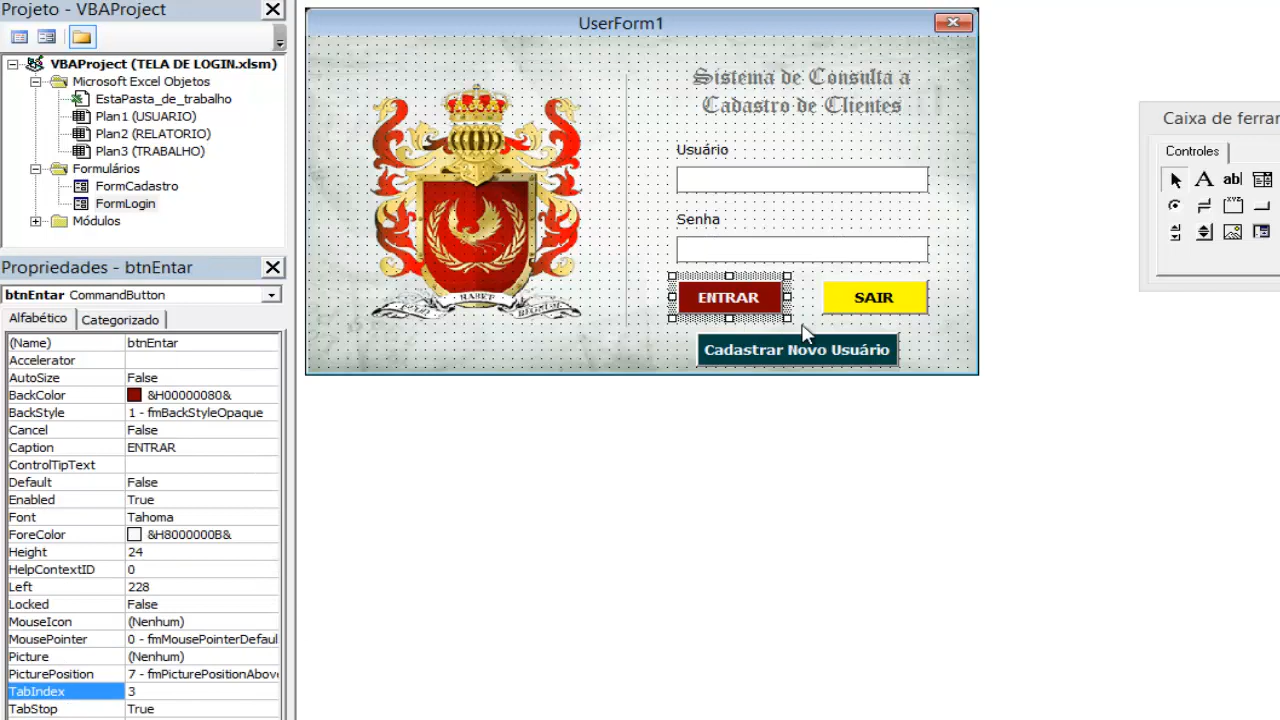 Projeto - VBAProject
VBAProject (TELA DE LOGIN.xlsm)
Microsoft Excel Objetos
EstaPasta_de_trabalho
Plan1 (USUARIO)
Plan2 (RELATORIO)
Plan3 (TRABALHO)
Formulários
FormCadastro
FormLogin
Módulos
Propriedades - btnEntar
btnEntar CommandButton
Alfabético Categorizado
(Name) btnEntar
Accelerator
AutoSize False
BackColor &H00000080&
BackStyle 1 - fmBackStyleOpaque
Cancel False
Caption ENTRAR
ControlTipText
Default False
Enabled True
Font Tahoma
ForeColor &H8000000B&
Height 24
HelpContextID 0
Left 228
Locked False
MouseIcon (Nenhum)
MousePointer 0 - fmMousePointerDefaul
Picture (Nenhum)
PicturePosition 7 - fmPicturePositionAbove
TabIndex 3
TabStop True
UserForm1
Sistema de Consulta a
Cadastro de Clientes
Usuário
Senha
ENTRAR SAIR
Cadastrar Novo Usuário
Caixa de ferrar
Controles
A ab|
XYZ